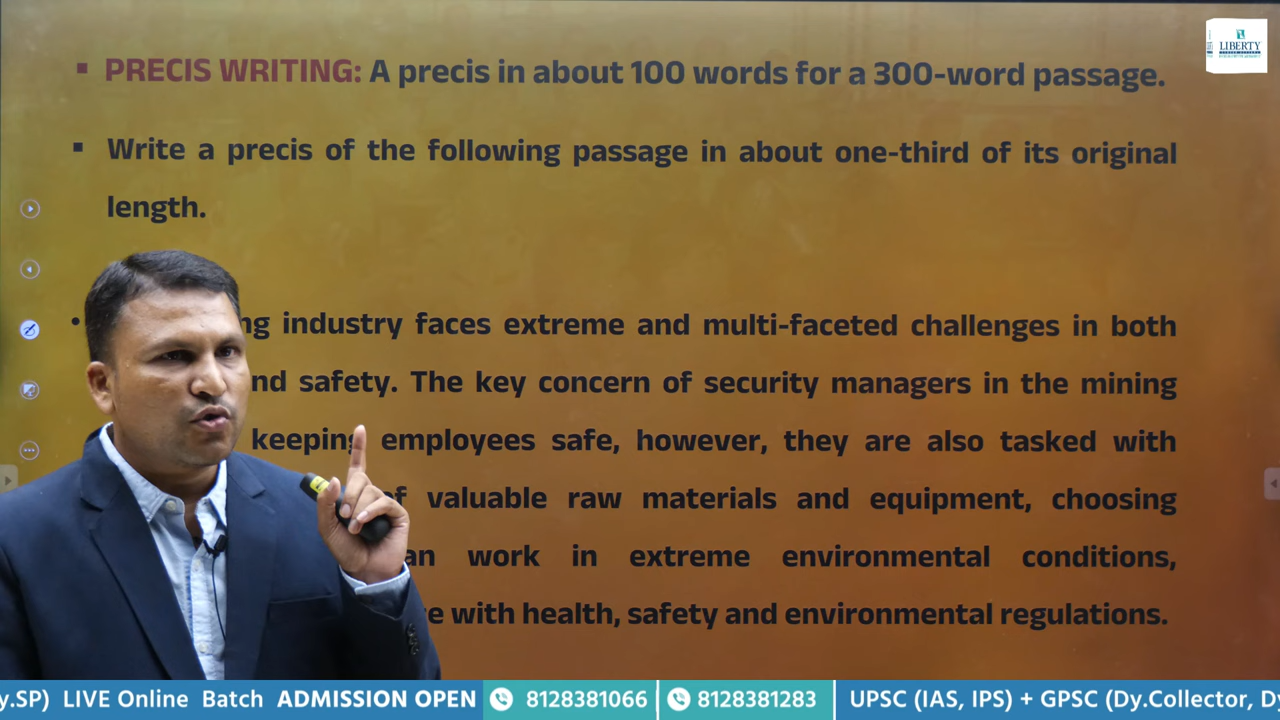 LIBERTY
▪ PRECIS WRITING: A precis in about 100 words for a 300-word passage.
▪ Write a precis of the following passage in about one-third of its original
length.
• ng industry faces extreme and multi-faceted challenges in both
nd safety. The key concern of security managers in the mining
keeping employees safe, however, they are also tasked with
of valuable raw materials and equipment, choosing
an work in extreme environmental conditions,
e with health, safety and environmental regulations.
y.SP) LIVE Online Batch ADMISSION OPEN 8128381066 8128381283 UPSC (IAS, IPS) + GPSC (Dy.Collector, Dy